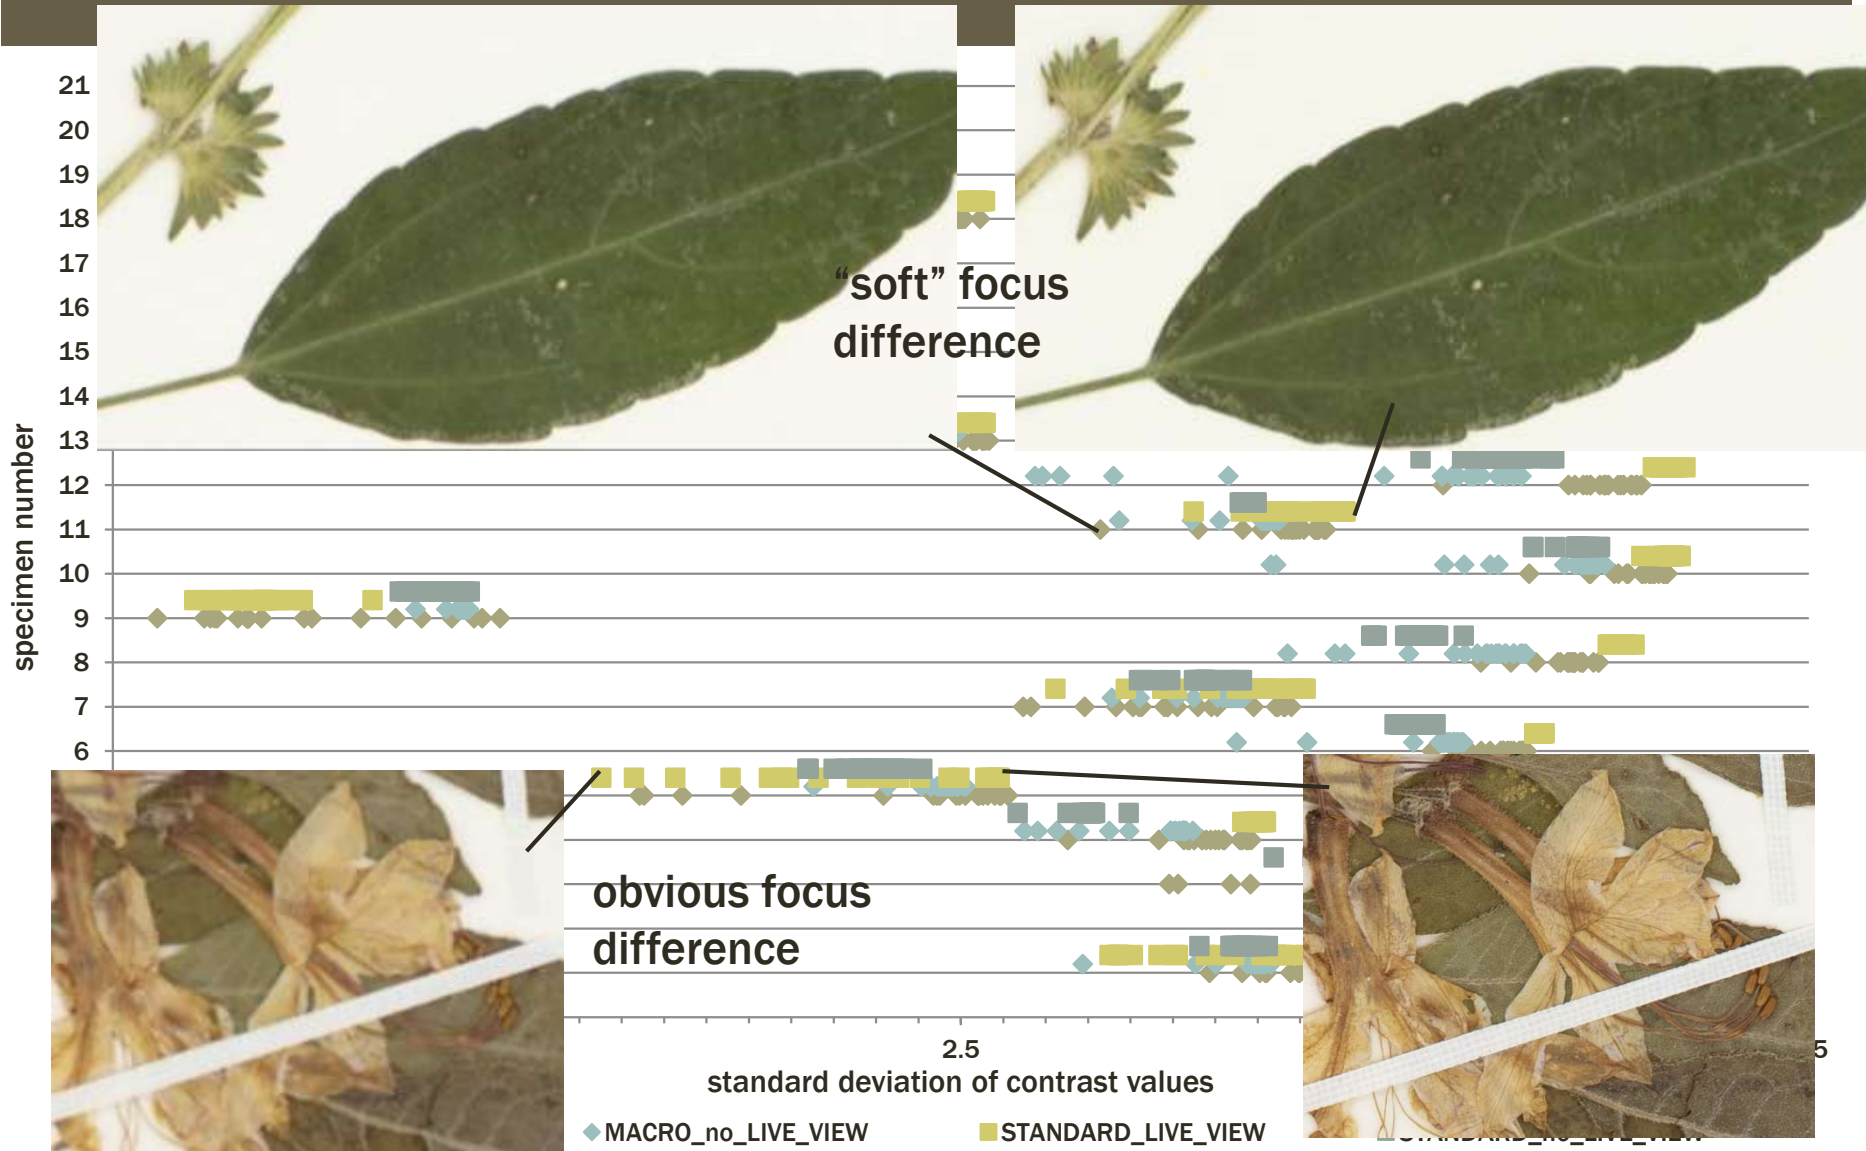 21
20
19
18
17
16
15
14
13
12
11
10
9
8
7
6
specimen number
“soft” focus
difference
obvious focus
difference
2.5
5
standard deviation of contrast values
MACRO_no_LIVE_VIEW
STANDARD_LIVE_VIEW
STANDARD_no_LIVE_VIEW